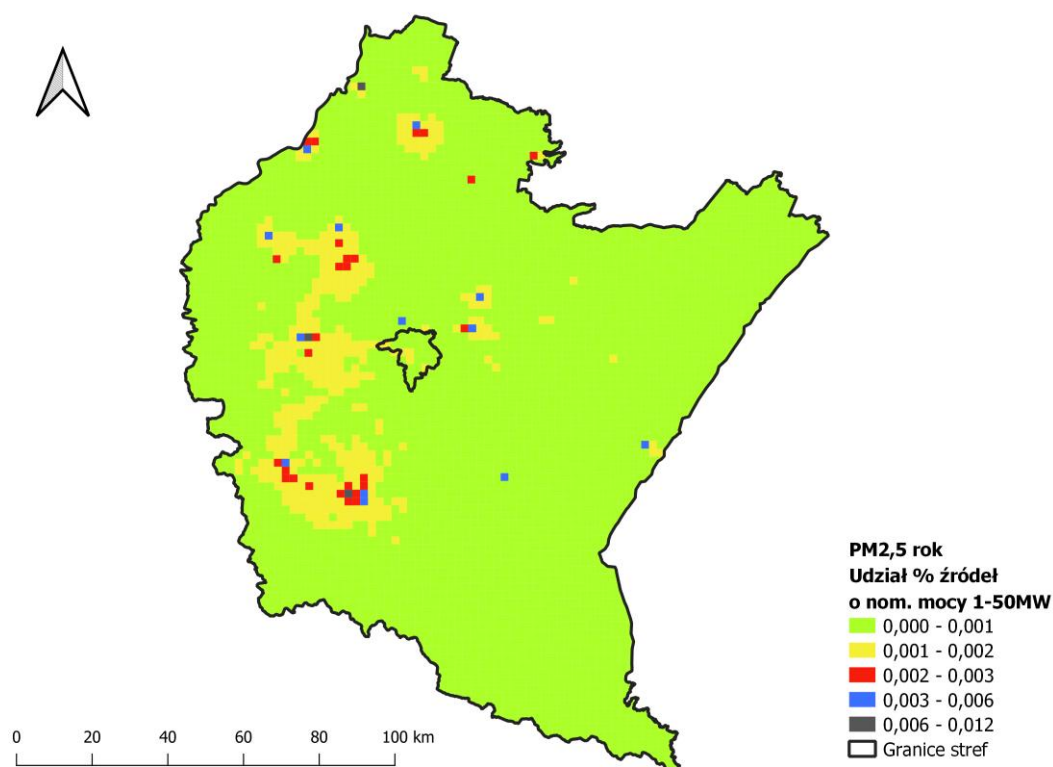 PM2,5 rok
Udział % źródeł
o nom. mocy 1-50MW
0,000 - 0,001
0,001 - 0,002
0,002 - 0,003
0,003 - 0,006
0,006 - 0,012
Granice stref
0 20 40 60 80 100 km